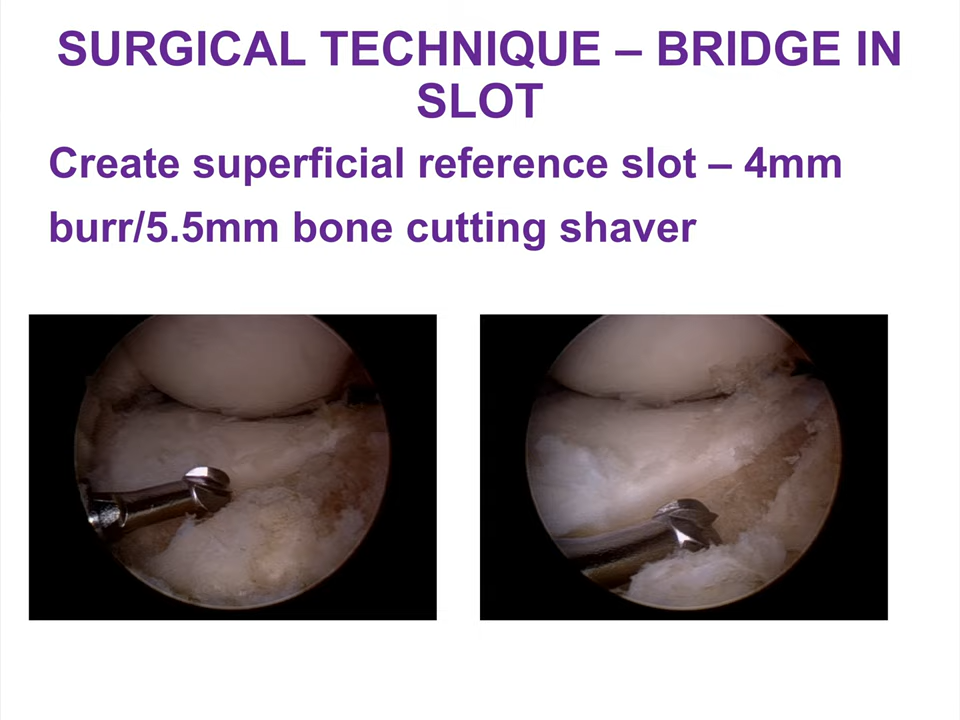 SURGICAL TECHNIQUE – BRIDGE IN
SLOT
Create superficial reference slot – 4mm
burr/5.5mm bone cutting shaver